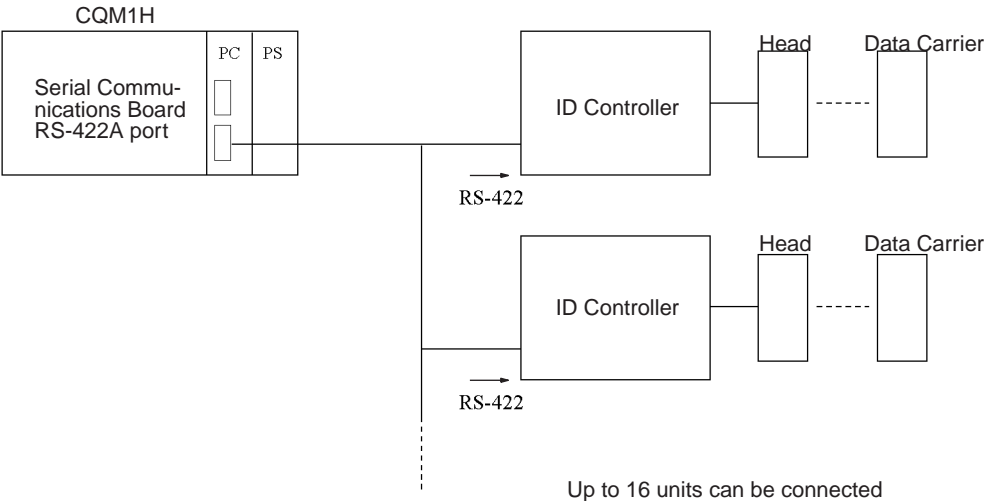 CQM1H
PC PS
Serial Commu-
nications Board
RS-422A port
Head Data Carrier
ID Controller
RS-422
Head Data Carrier
ID Controller
RS-422
Up to 16 units can be connected